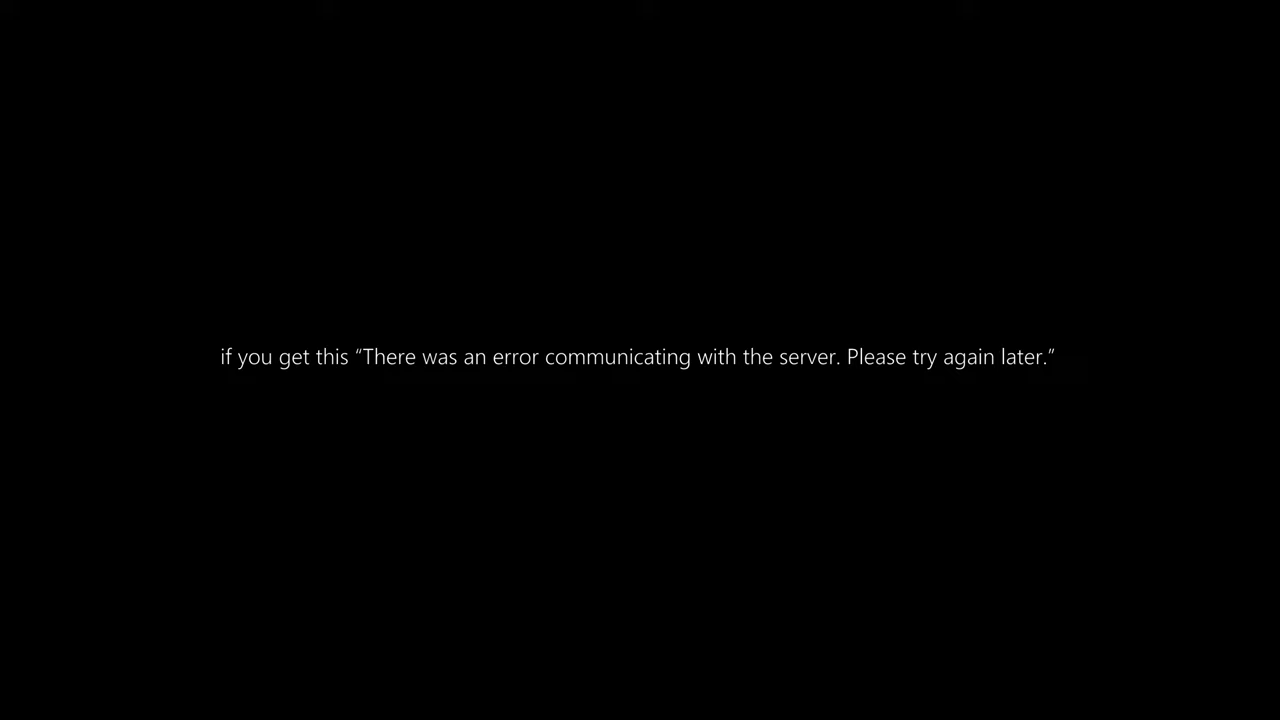 if you get this “There was an error communicating with the server. Please try again later.”